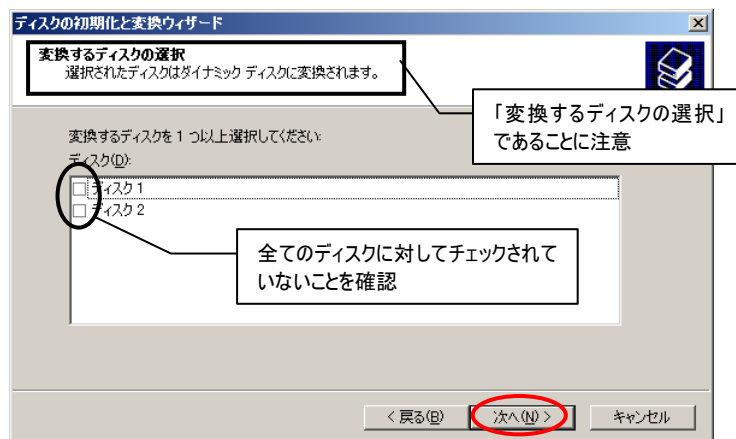 ディスクの初期化と変換ウィザード
変換するディスクの選択
選択されたディスクはダイナミック ディスクに変換されます。
「変換するディスクの選択」
であることに注意
変換するディスクを 1 つ以上選択してください:
ディスク(D):
ディスク 1
ディスク 2
全てのディスクに対してチェックされて
いないことを確認
< 戻る(B)
次へ(N) >
キャンセル